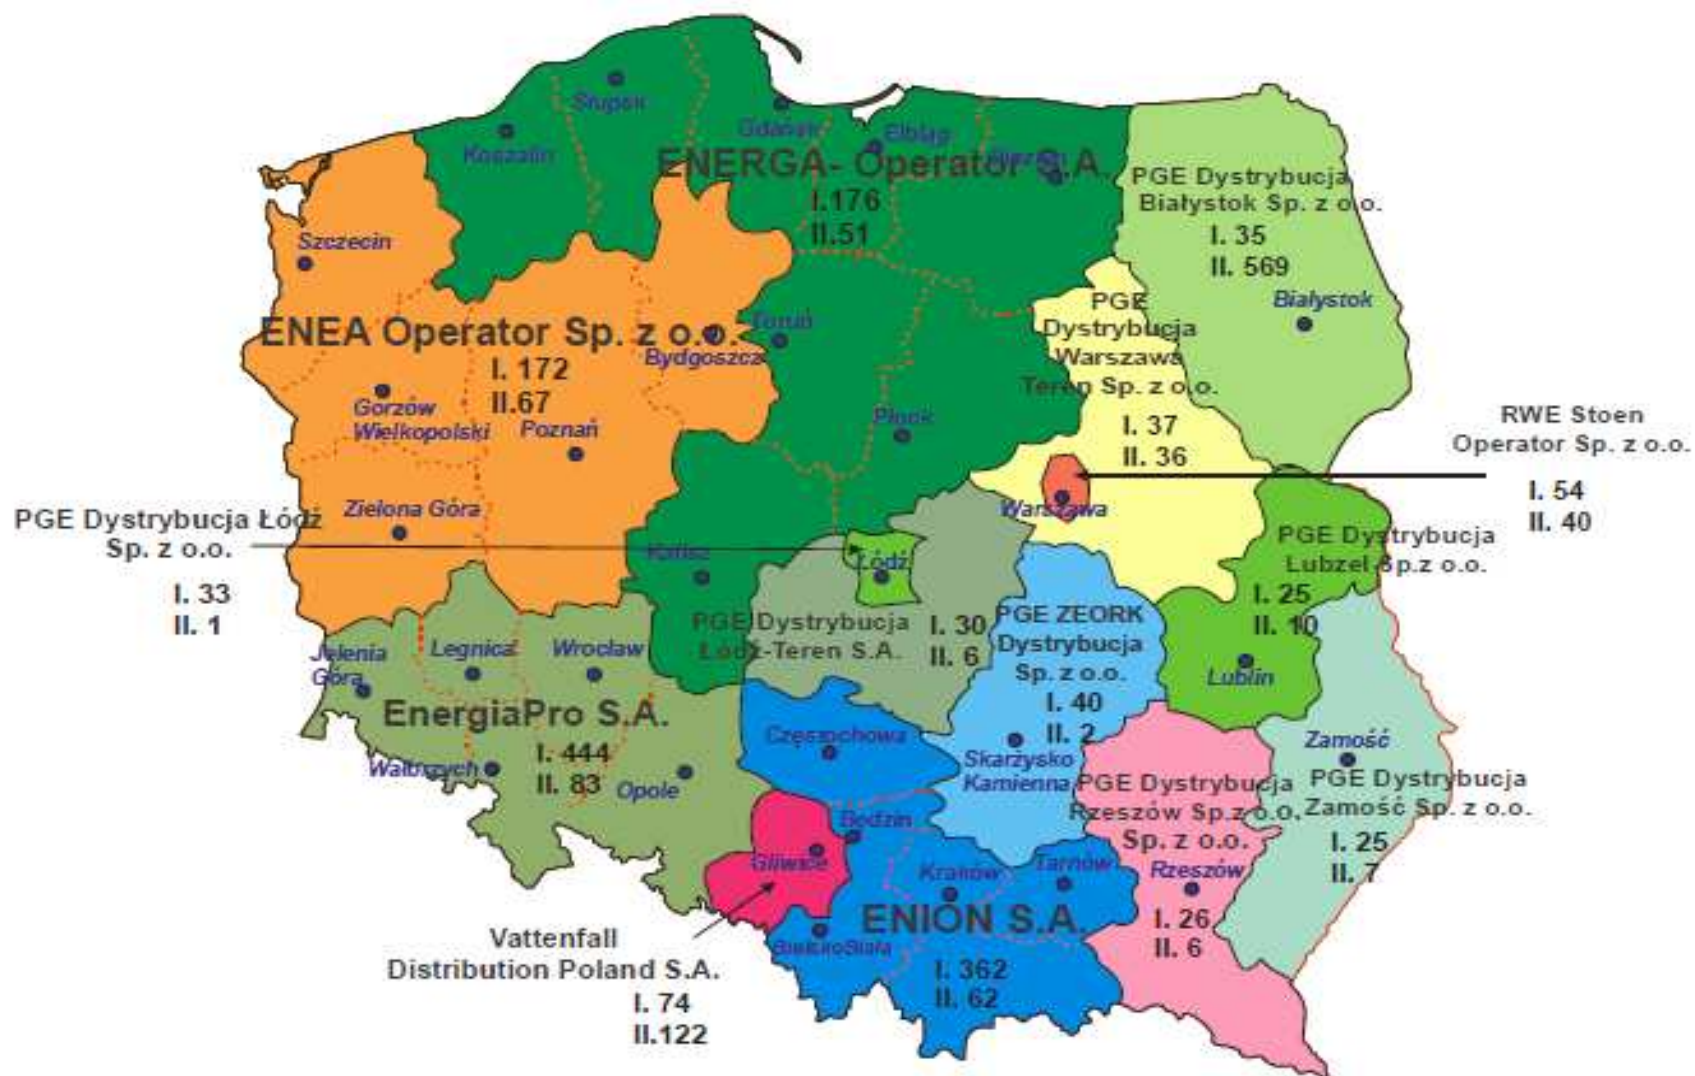 Słupsk
Koszalin
Gdańsk
Elbląg
ENERGA- Operator S.A.
I.176
II.51
PGE Dystrybucja
Białystok Sp. z o.o.
I. 35
II. 569
Białystok
Szczecin
ENEA Operator Sp. z o.o.
I. 172
II.67
Bydgoszcz
Toruń
Gorzów
Wielkopolski
Poznań
Zielona Góra
Płock
PGE
Dystrybucja
Warszawa
Teren Sp. z o.o.
I. 37
II. 36
Warszawa
RWE Stoen
Operator Sp. z o.o.
I. 54
II. 40
PGE Dystrybucja Łódź
Sp. z o.o.
I. 33
II. 1
Kalisz
Łódź
PGE Dystrybucja
Łódź-Teren S.A.
I. 30
II. 6
PGE ZEORK
Dystrybucja
Sp. z o.o.
I. 40
II. 2
Skarżysko
Kamienna
PGE Dystrybucja
Lubzel Sp.z o.o.
I. 25
II. 10
Lublin
Jelenia
Góra
Legnica
Wrocław
EnergiaPro S.A.
I. 444
II. 83
Wałbrzych
Opole
Częstochowa
Będzin
Gliwice
Kraków
Tarnów
ENION S.A.
I. 362
II. 62
BielskoBiała
PGE Dystrybucja
Rzeszów Sp.z o.o.
Sp. z o.o.
Rzeszów
I. 26
II. 6
Zamość
PGE Dystrybucja
Zamość Sp. z o.o.
I. 25
II. 7
Vattenfall
Distribution Poland S.A.
I. 74
II.122